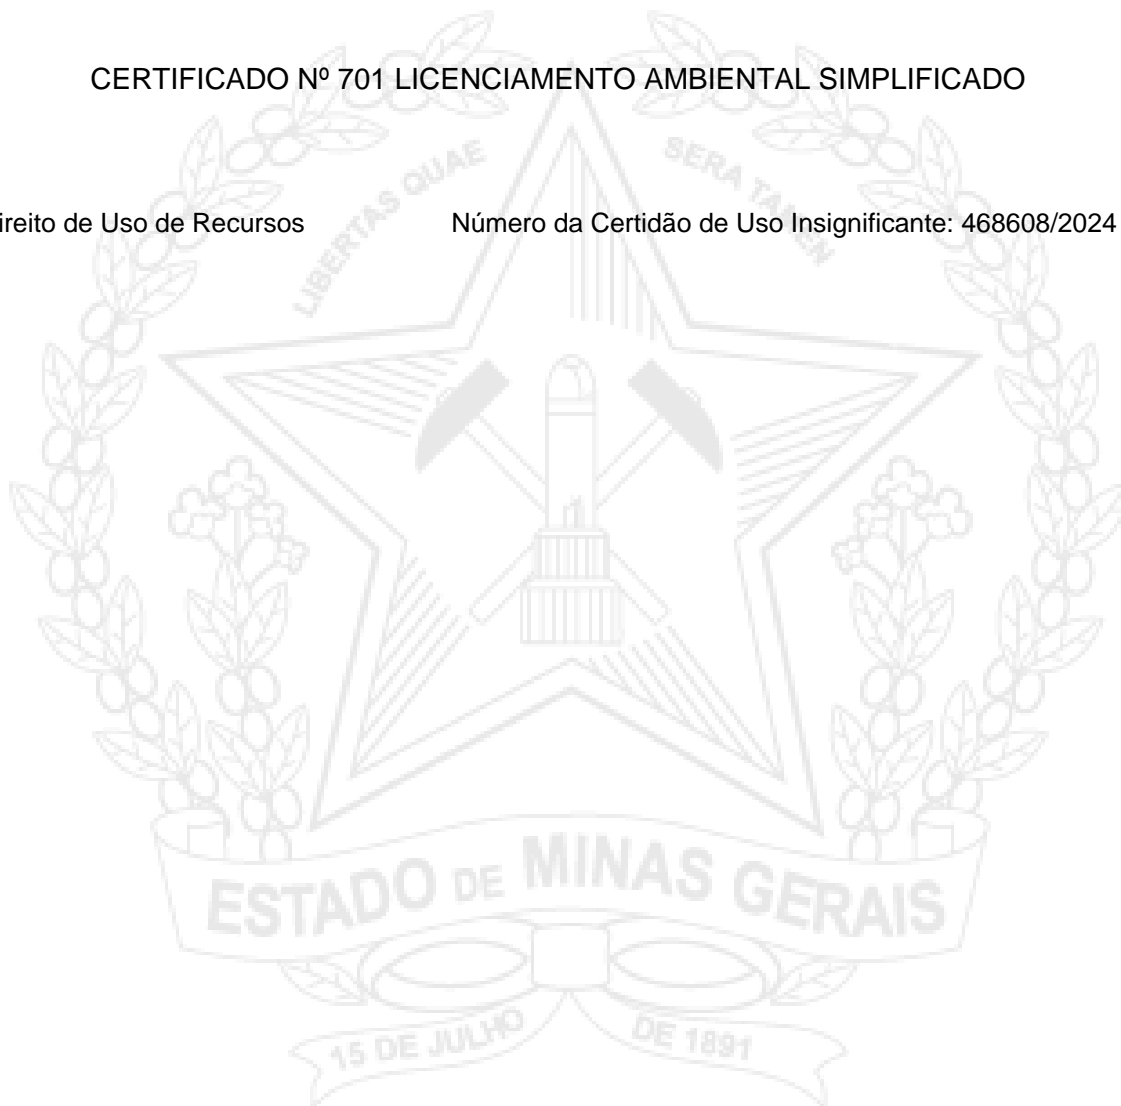 CERTIFICADO Nº 701 LICENCIAMENTO AMBIENTAL SIMPLIFICADO
LIBERTAS QUAE SERA TAMEN
ireito de Uso de Recursos Número da Certidão de Uso Insignificante: 468608/2024
ESTADO DE MINAS GERAIS
15 DE JULHO DE 1891